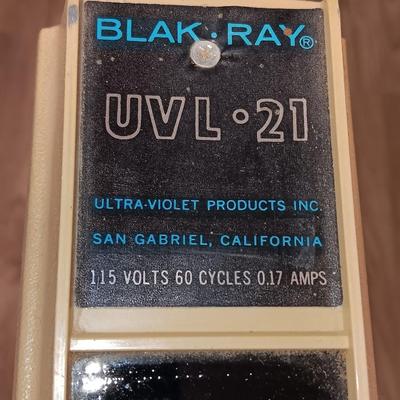 BLAK·RAY®
UVL·21
ULTRA-VIOLET PRODUCTS INC.
SAN GABRIEL, CALIFORNIA
115 VOLTS 60 CYCLES 0.17 AMPS